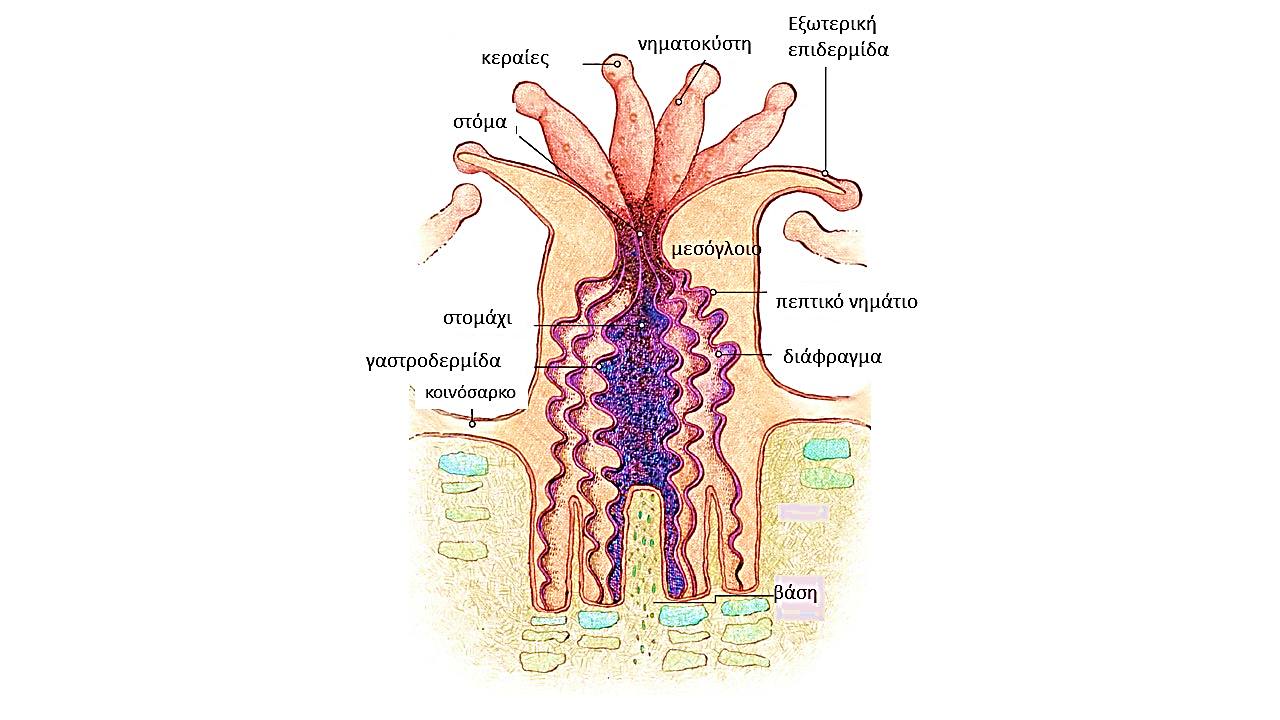 Εξωτερική
επιδερμίδα
νηματοκύστη
κεραίες
στόμα
μεσόγλοιο
πεπτικό νημάτιο
στομάχι
διάφραγμα
γαστροδερμίδα
κοινόσαρκο
βάση